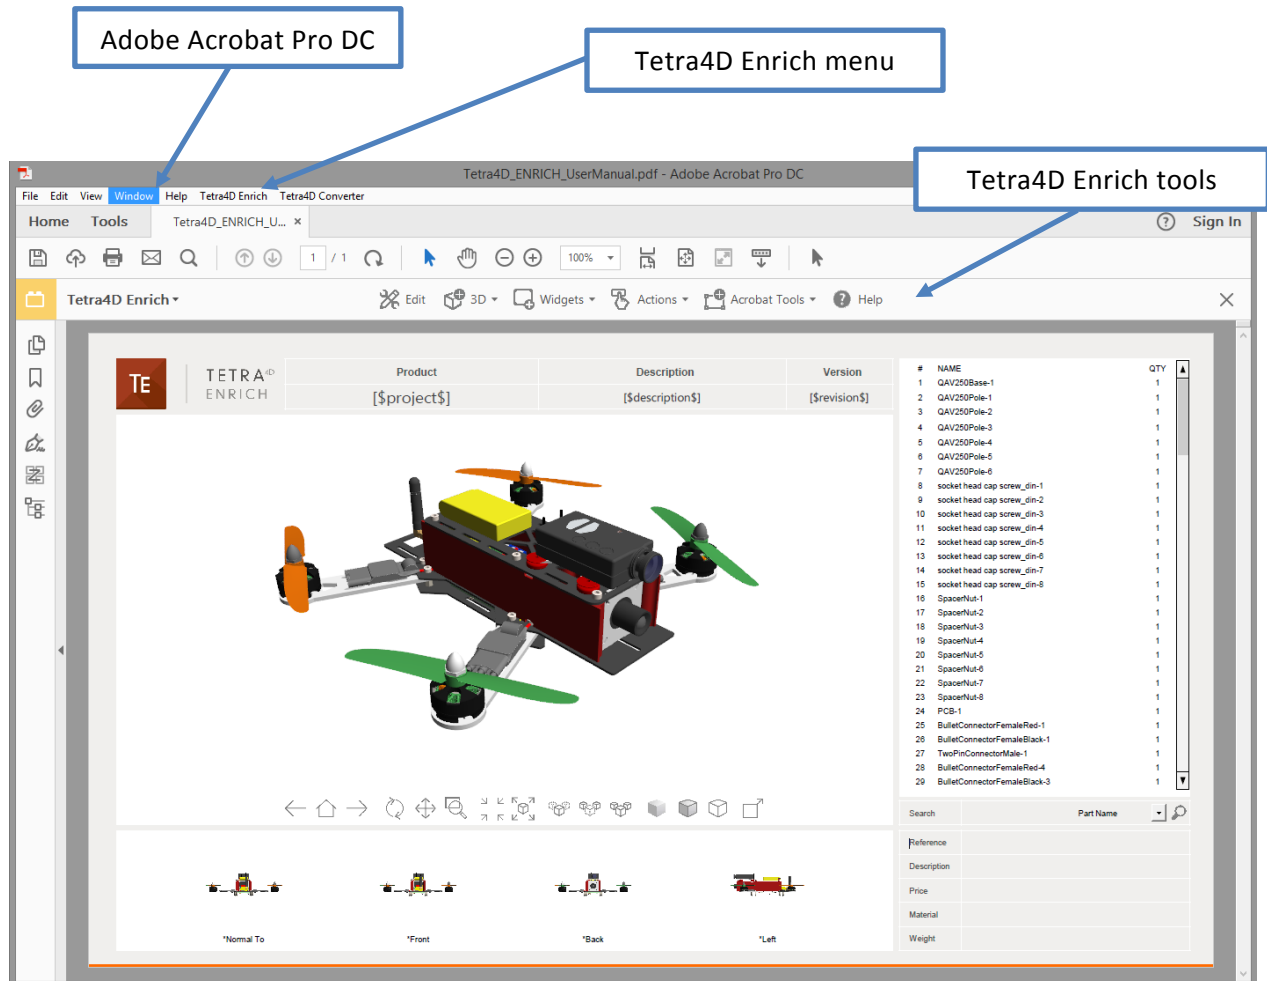 Adobe Acrobat Pro DC
Tetra4D Enrich menu
Tetra4D Enrich tools
Tetra4D_ENRICH_UserManual.pdf - Adobe Acrobat Pro DC
File Edit View Window Help Tetra4D Enrich Tetra4D Converter
Home Tools Tetra4D_ENRICH_U... × ? Sign In
1 / 1 100%
Tetra4D Enrich Edit 3D Widgets Actions Acrobat Tools ? Help
TE TETRA4D
ENRICH
Product Description Version
[$project$] [$description$] [$revision$]
# NAME QTY
1 QAV250Base-1 1
2 QAV250Pole-1 1
3 QAV250Pole-2 1
4 QAV250Pole-3 1
5 QAV250Pole-4 1
6 QAV250Pole-5 1
7 QAV250Pole-6 1
8 socket head cap screw_din-1 1
9 socket head cap screw_din-2 1
10 socket head cap screw_din-3 1
11 socket head cap screw_din-4 1
12 socket head cap screw_din-5 1
13 socket head cap screw_din-6 1
14 socket head cap screw_din-7 1
15 socket head cap screw_din-8 1
16 SpacerNut-1 1
17 SpacerNut-2 1
18 SpacerNut-3 1
19 SpacerNut-4 1
20 SpacerNut-5 1
21 SpacerNut-6 1
22 SpacerNut-7 1
23 SpacerNut-8 1
24 PCB-1 1
25 BulletConnectorFemaleRed-1 1
26 BulletConnectorFemaleBlack-1 1
27 TwoPinConnectorMale-1 1
28 BulletConnectorFemaleRed-4 1
29 BulletConnectorFemaleBlack-3 1
Search Part Name
Reference
Description
Price
Material
Weight
*Normal To *Front *Back *Left